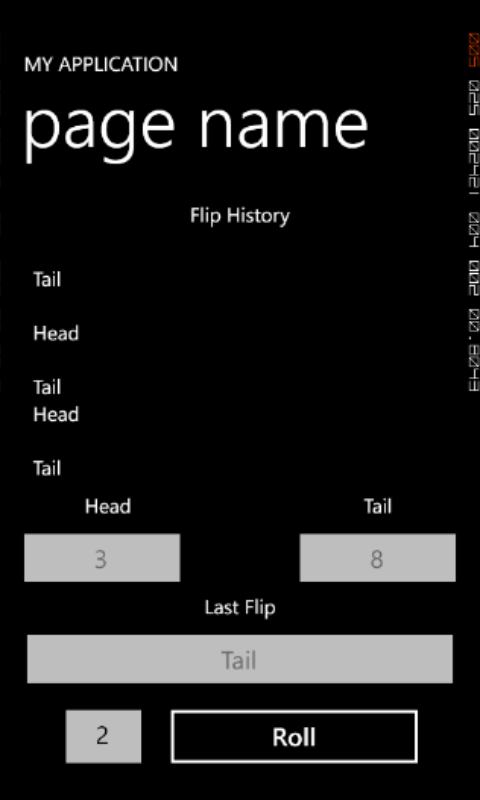 MY APPLICATION
page name
Flip History
Tail
Head
Tail
Head
Tail
Head Tail
3 8
Last Flip
Tail
2 Roll